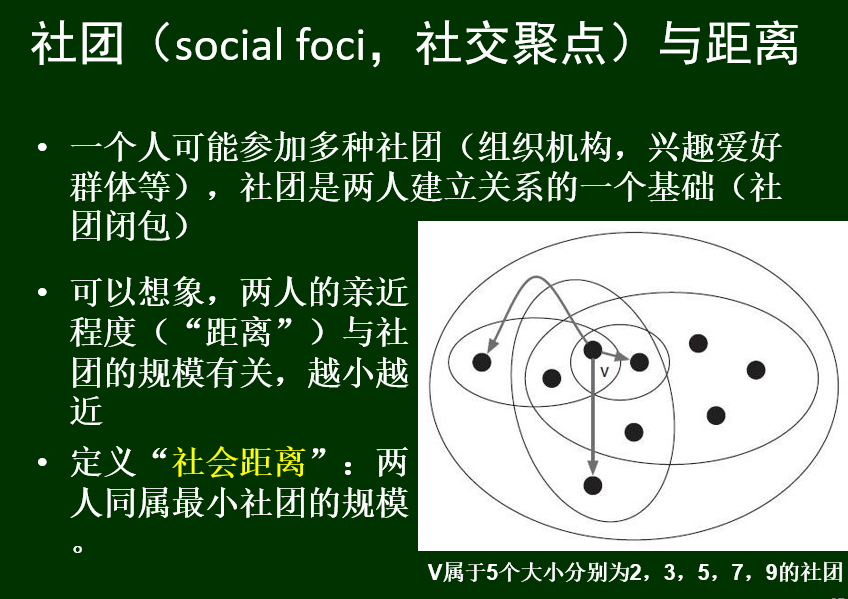 社团（social foci，社交聚点）与距离
• 一个人可能参加多种社团（组织机构，兴趣爱好
群体等），社团是两人建立关系的一个基础（社
团闭包）
• 可以想象，两人的亲近
程度（“距离”）与社
团的规模有关，越小越
近
• 定义“社会距离”：两
人同属最小社团的规模
。
V
V属于5个大小分别为2，3，5，7，9的社团